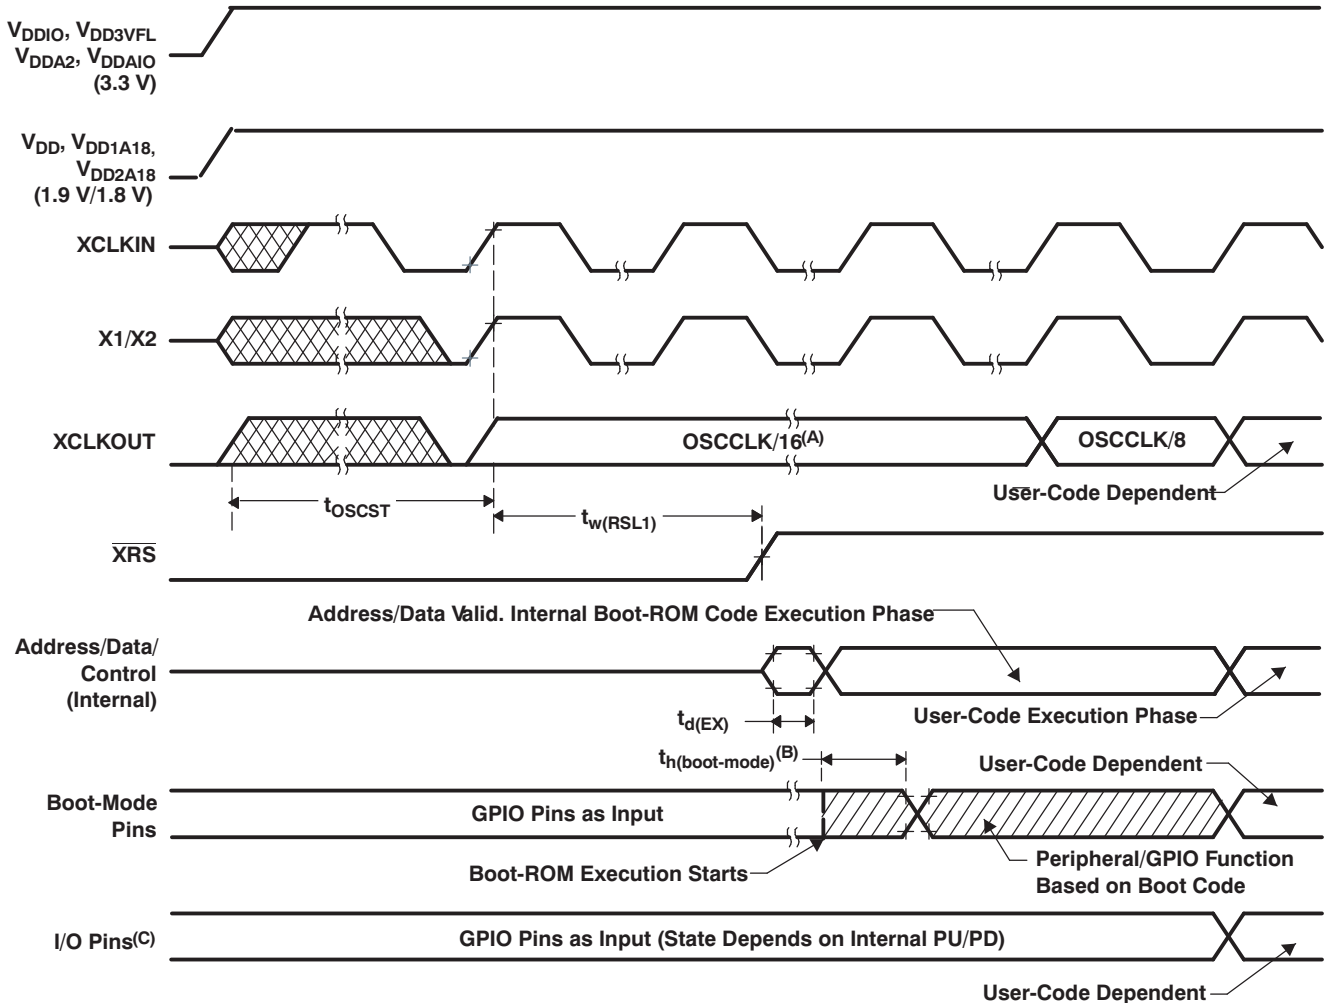 VDDIO, VDD3VFL
VDDA2, VDDAIO
(3.3 V)
VDD, VDD1A18,
VDD2A18
(1.9 V/1.8 V)
XCLKIN
X1/X2
XCLKOUT
OSCCLK/16(A)
OSCCLK/8
User-Code Dependent
tOSCST
tw(RSL1)
XRS
Address/Data Valid. Internal Boot-ROM Code Execution Phase
Address/Data/
Control
(Internal)
td(EX)
User-Code Execution Phase
th(boot-mode)(B)
User-Code Dependent
Boot-Mode
Pins
GPIO Pins as Input
Boot-ROM Execution Starts
Peripheral/GPIO Function
Based on Boot Code
I/O Pins(C)
GPIO Pins as Input (State Depends on Internal PU/PD)
User-Code Dependent